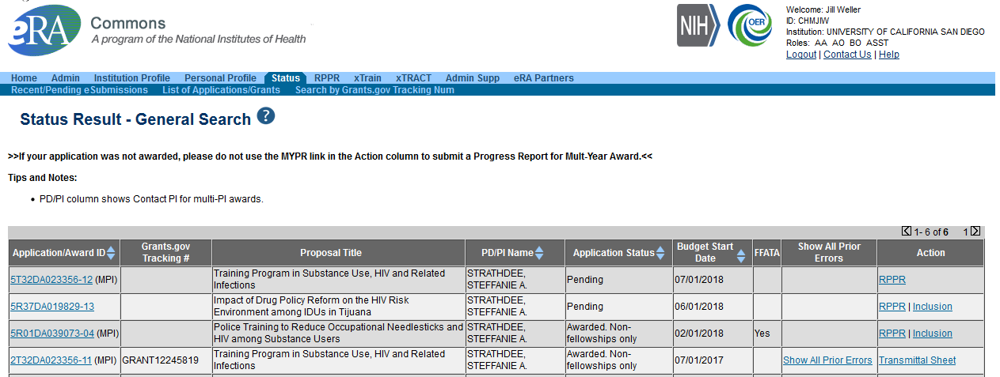 eRA
Commons
A program of the National Institutes of Health
NIH
OER
Welcome: Jill Weller
ID: CHMJIW
Institution: UNIVERSITY OF CALIFORNIA SAN DIEGO
Roles: AA AO BO ASST
Logout | Contact Us | Help
Home Admin Institution Profile Personal Profile Status RPPR xTrain xTRACT Admin Supp eRA Partners
Recent/Pending eSubmissions List of Applications/Grants Search by Grants.gov Tracking Num
Status Result - General Search ?
>>If your application was not awarded, please do not use the MYPR link in the Action column to submit a Progress Report for Mult-Year Award.<<
Tips and Notes:
• PD/PI column shows Contact PI for multi-PI awards.
1- 6 of 6 1
Application/Award ID Grants.gov Tracking # Proposal Title PD/PI Name Application Status Budget Start Date FFATA Show All Prior Errors Action
5T32DA023356-12 (MPI) Training Program in Substance Use, HIV and Related Infections STRATHDEE, STEFFANIE A. Pending 07/01/2018 RPPR
5R37DA019829-13 Impact of Drug Policy Reform on the HIV Risk Environment among IDUs in Tijuana STRATHDEE, STEFFANIE A. Pending 06/01/2018 RPPR | Inclusion
5R01DA039073-04 (MPI) Police Training to Reduce Occupational Needlesticks and HIV among Substance Users STRATHDEE, STEFFANIE A. Awarded. Non-fellowships only 02/01/2018 Yes RPPR | Inclusion
2T32DA023356-11 (MPI) GRANT12245819 Training Program in Substance Use, HIV and Related Infections STRATHDEE, STEFFANIE A. Awarded. Non-fellowships only 07/01/2017 Show All Prior Errors Transmittal Sheet